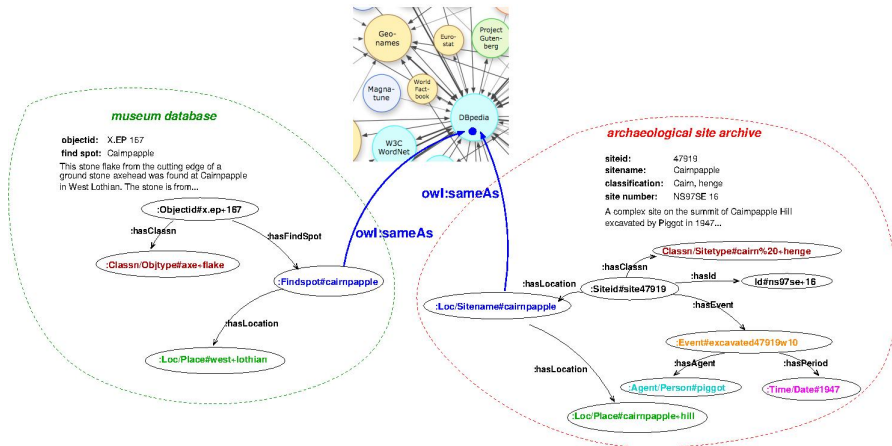 Geo-
names
Euro-
stat
Project
Guten-
berg
Magna-
tune
World
Fact-
book
DBpedia
W3C
WordNet
museum database
objectid: X.EP 167
find spot: Cairnpapple
This stone flake from the cutting edge of a
ground stone axehead was found at Cairnpapple
in West Lothian. The stone is from...
:Objectid#x.ep+167
:hasClassn
:hasFindSpot
:Classn/Objtype#axe+flake
:Findspot#cairnpapple
:hasLocation
:Loc/Place#west+lothian
owl:sameAs
owl:sameAs
archaeological site archive
siteid: 47919
sitename: Cairnpapple
classification: Cairn, henge
site number: NS97SE 16
A complex site on the summit of Cairnpapple Hill
excavated by Piggot in 1947...
Classn/Sitetype#cairn%20+henge
:hasClassn
:hasLocation
:hasId
:Siteid#site47919
Id#ns97se+16
:Loc/Sitename#cairnpapple
:hasEvent
:Event#excavated47919w10
:hasLocation
:hasAgent
:hasPeriod
:Agent/Person#piggot
:Time/Date#1947
:Loc/Place#cairnpapple+hill